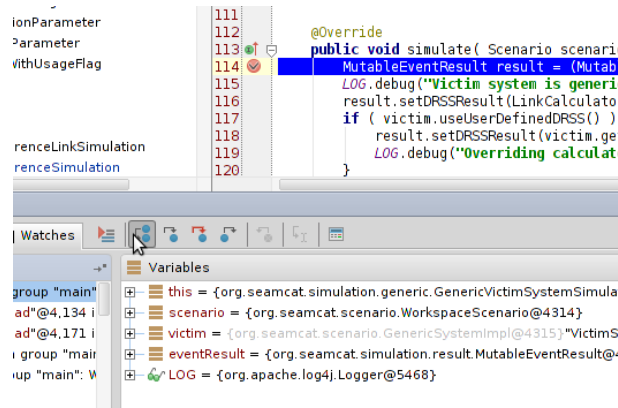 ionParameter
Parameter
WithUsageFlag
renceLinkSimulation
renceSimulation
111
112 @Override
113 public void simulate( Scenario scenari
114 MutableEventResult result = (Mutab
115 LOG.debug("Victim system is generi
116 result.setDRSSResult(LinkCalculato
117 if ( victim.useUserDefinedDRSS() )
118 result.setDRSSResult(victim.ge
119 LOG.debug("Overriding calculat
120 }
Watches
group "main"
ad"@4,134 i
ad"@4,171 i
n group "main
oup "main": W
Variables
this = {org.seamcat.simulation.generic.GenericVictimSystemSimula
scenario = {org.seamcat.scenario.WorkspaceScenario@4314}
victim = {org.seamcat.scenario.GenericSystemImpl@4315}"VictimS
eventResult = {org.seamcat.simulation.result.MutableEventResult@4
LOG = {org.apache.log4j.Logger@5468}